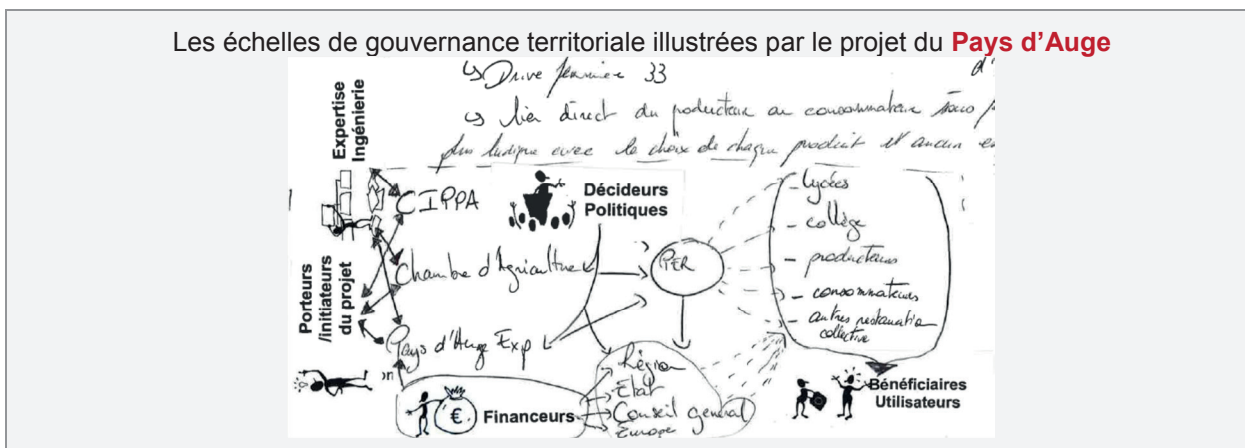 Les échelles de gouvernance territoriale illustrées par le projet du Pays d'Auge
↳ Drive fermier 33
↳ lien direct du producteur au consommateur
plus ludique avec le choix de chaque produit et aucun
Expertise
Ingénierie
CIPPA
Décideurs
Politiques
Chambre d'Agriculture
PER
- lycées
- collège
- producteurs
- consommateurs
- autres restauration
collective
Porteurs
/initiateurs
du projet
Pays d'Auge Exp
Financeurs
€
Région
Etat
Conseil general
Europe
Bénéficiaires
Utilisateurs